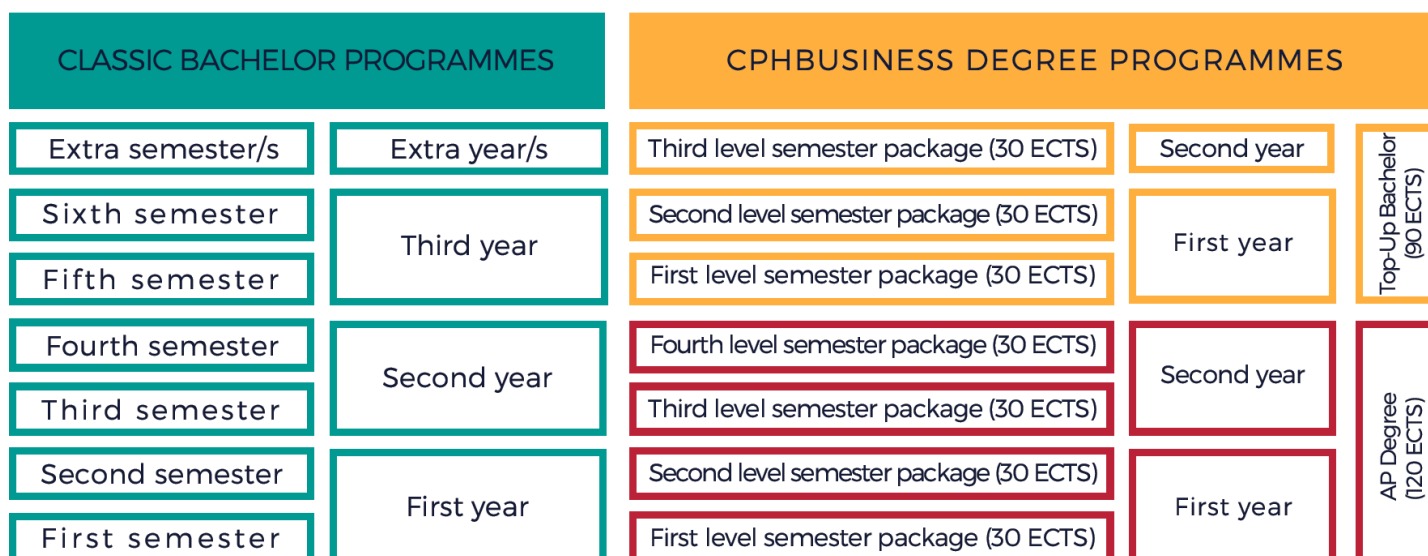 CLASSIC BACHELOR PROGRAMMES
CPHBUSINESS DEGREE PROGRAMMES
Extra semester/s
Extra year/s
Third level semester package (30 ECTS)
Second year
Top-Up Bachelor
(90 ECTS)
Sixth semester
Third year
Second level semester package (30 ECTS)
First year
Fifth semester
First level semester package (30 ECTS)
Fourth semester
Second year
Fourth level semester package (30 ECTS)
Second year
AP Degree
(120 ECTS)
Third semester
Third level semester package (30 ECTS)
Second semester
First year
Second level semester package (30 ECTS)
First year
First semester
First level semester package (30 ECTS)